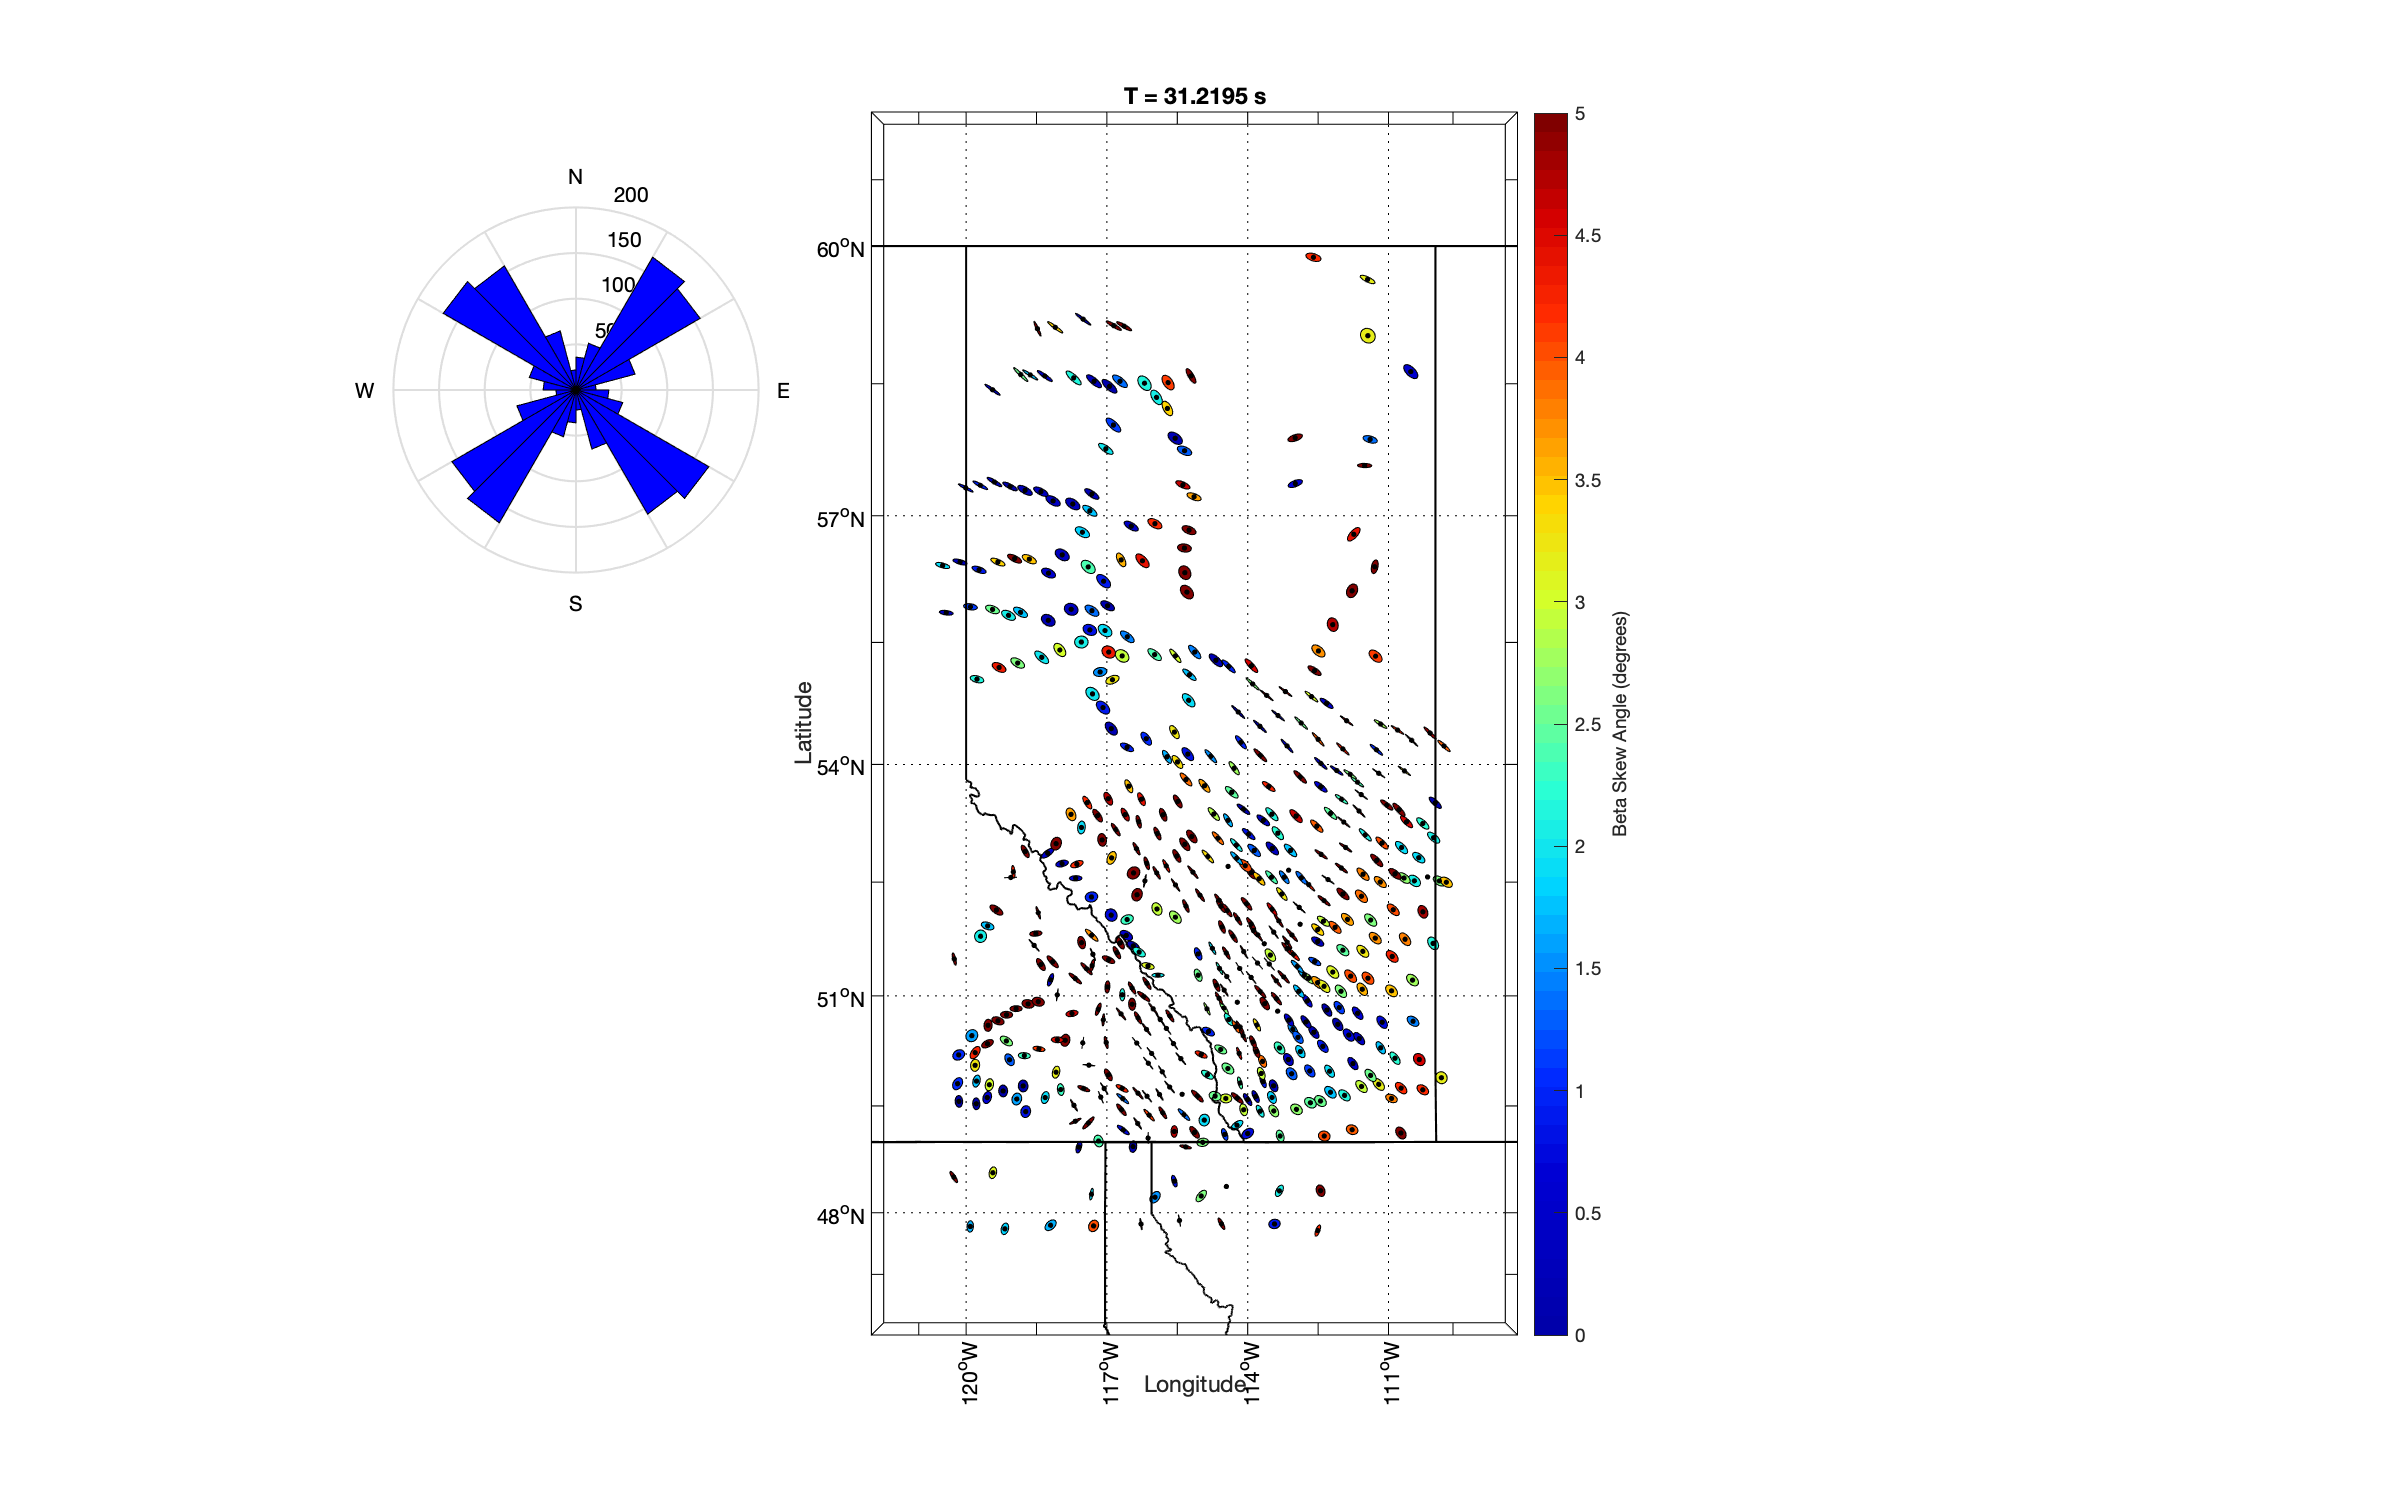 T = 31.2195 s
N
200
150
100
50
W
E
S
60°N
57°N
54°N
51°N
48°N
Latitude
120°W
117°W
114°W
111°W
Longitude
5
4.5
4
3.5
3
2.5
2
1.5
1
0.5
0
Beta Skew Angle (degrees)